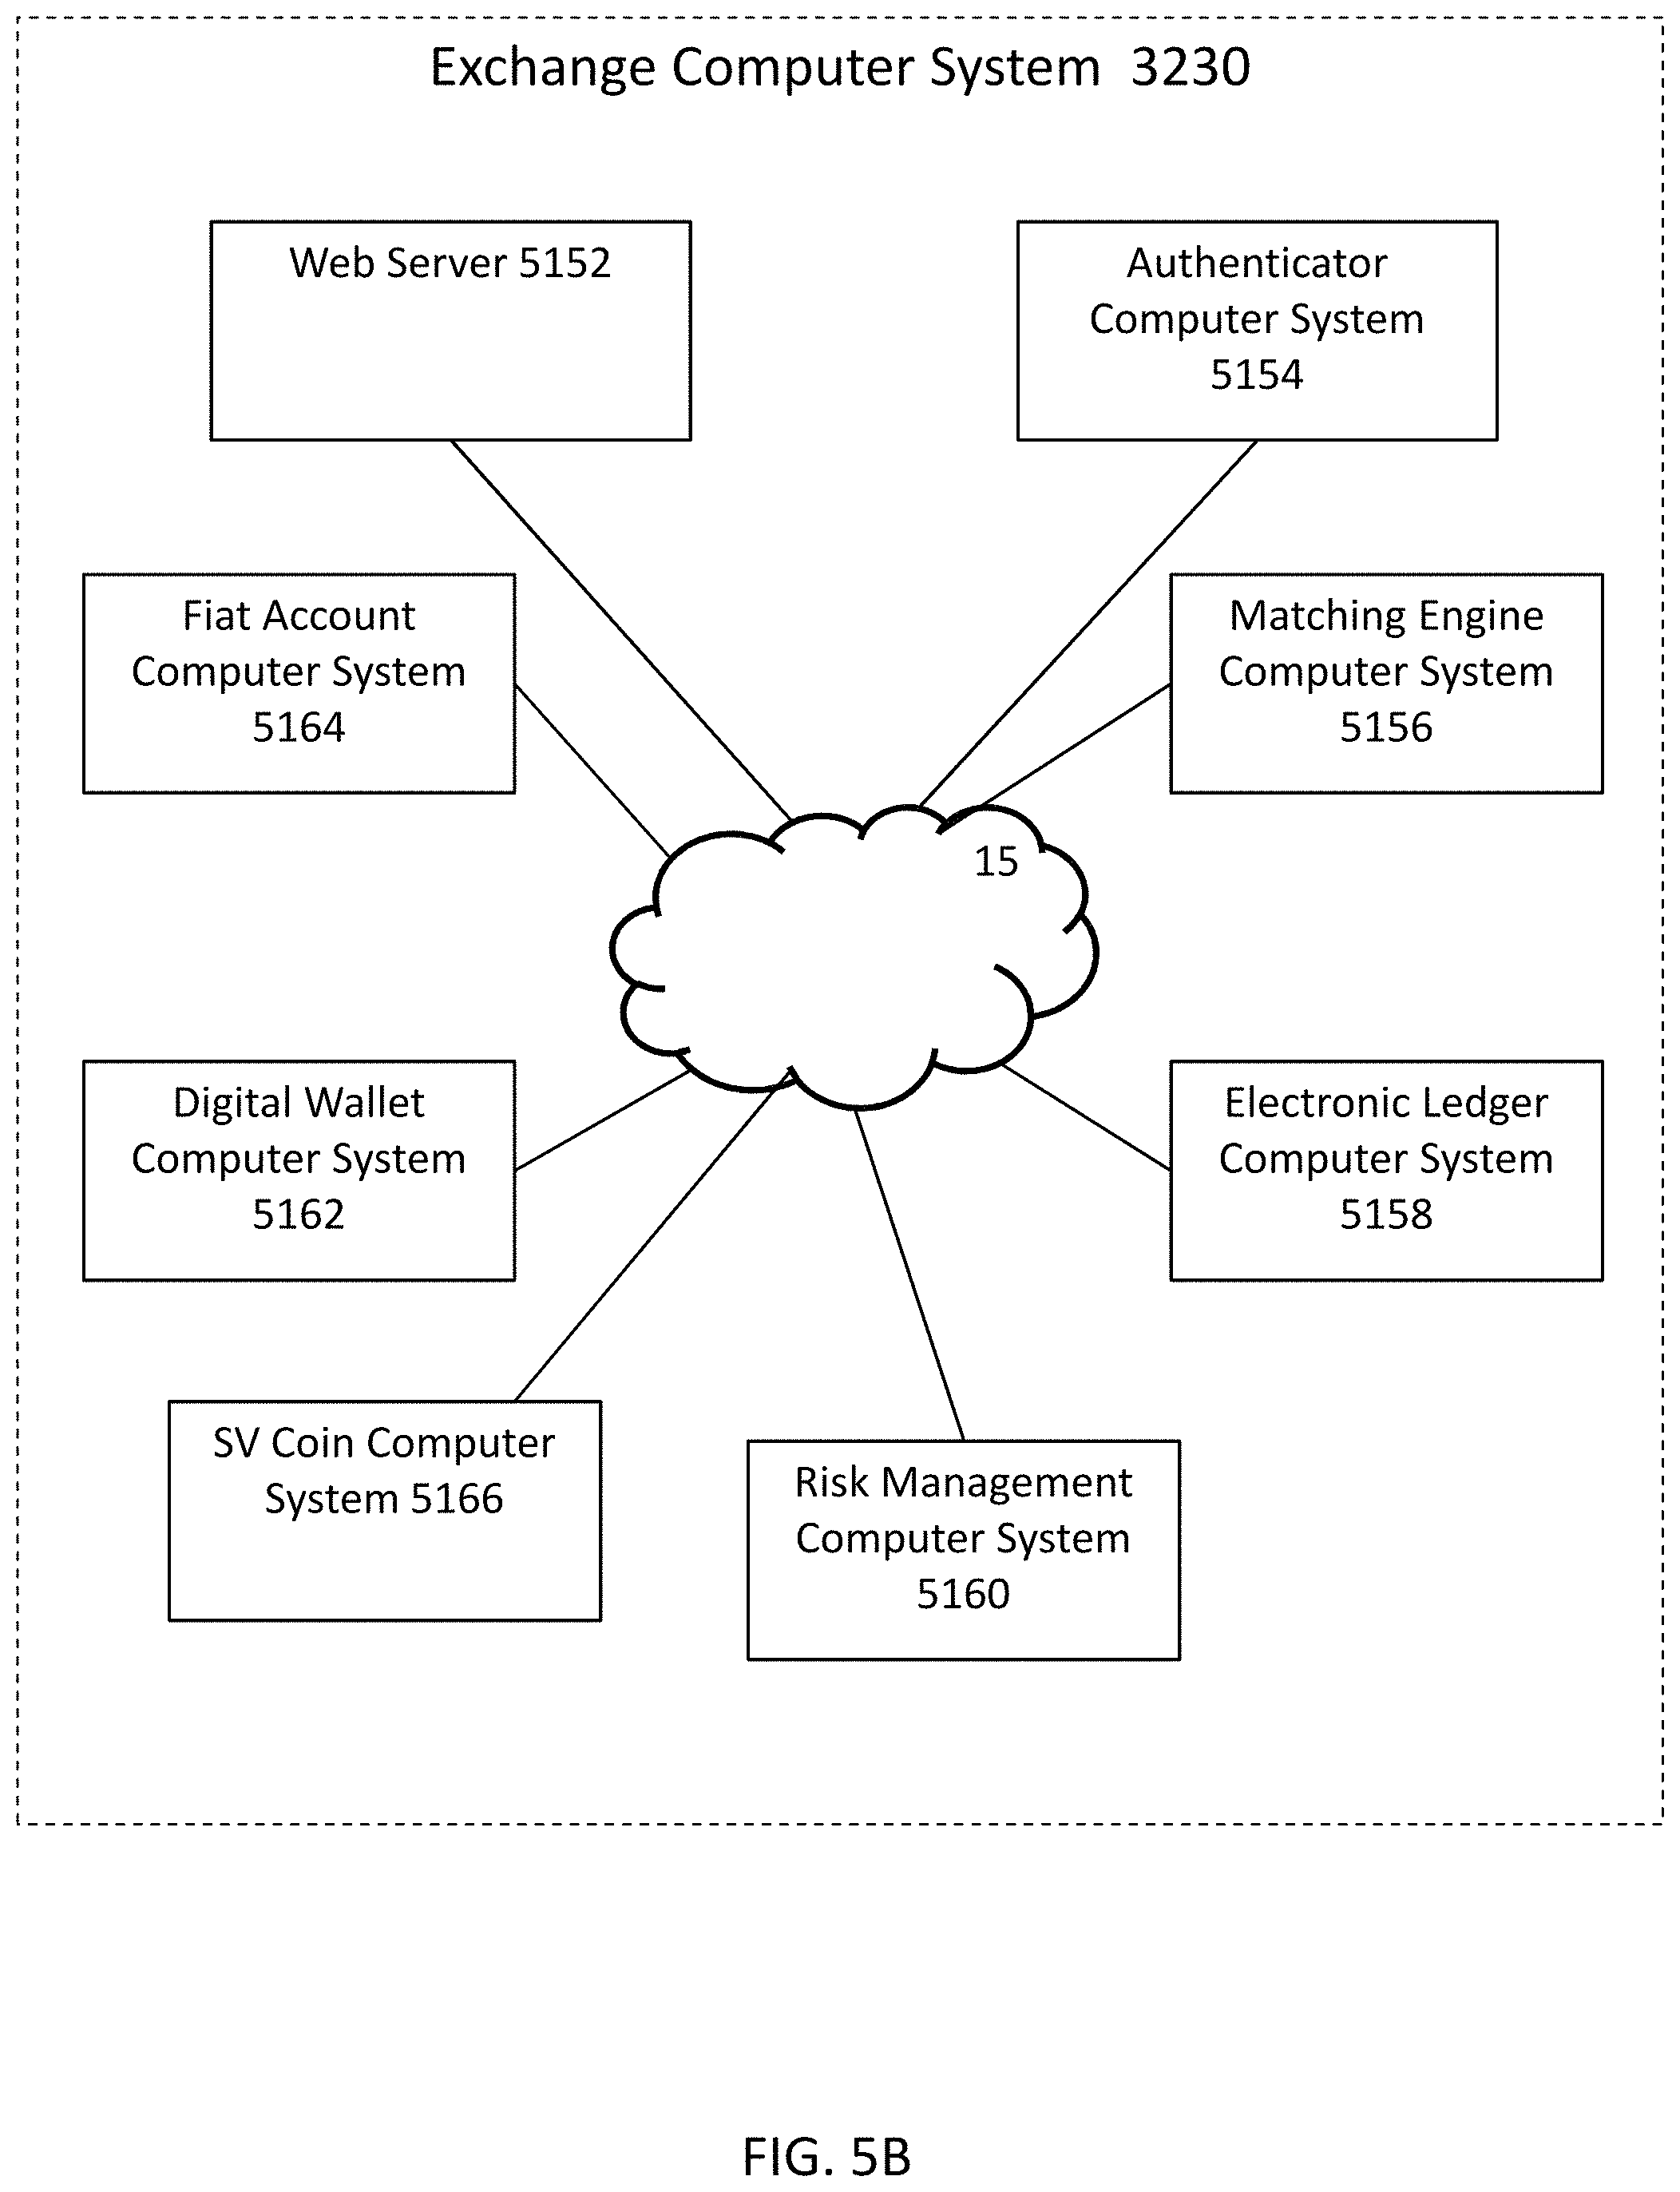 Exchange Computer System 3230
Web Server 5152
Authenticator
Computer System
5154
Fiat Account
Computer System
5164
Matching Engine
Computer System
5156
15
Digital Wallet
Computer System
5162
Electronic Ledger
Computer System
5158
SV Coin Computer
System 5166
Risk Management
Computer System
5160
FIG. 5B